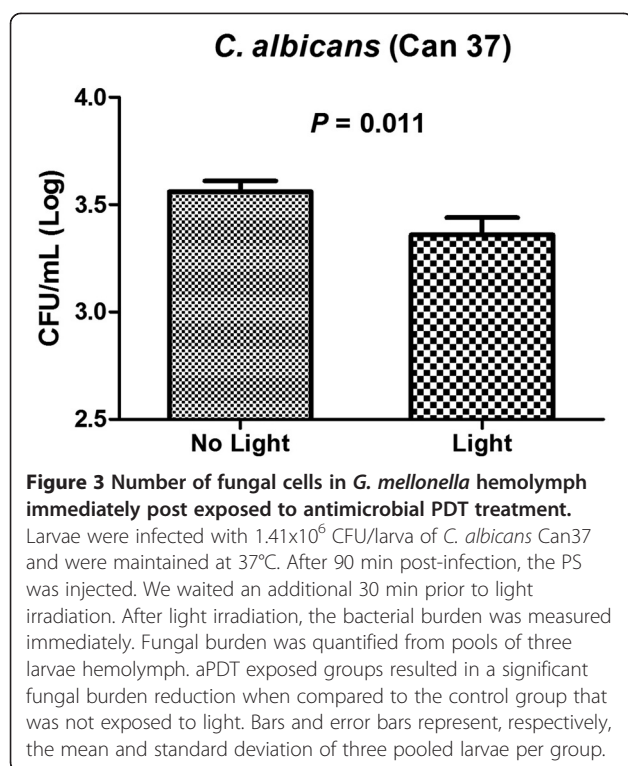 C. albicans (Can 37)
4.0
P = 0.011
3.5
CFU/mL (Log)
3.0
2.5
No Light
Light
Figure 3 Number of fungal cells in G. mellonella hemolymph
immediately post exposed to antimicrobial PDT treatment.
Larvae were infected with 1.41x10⁶ CFU/larva of C. albicans Can37
and were maintained at 37°C. After 90 min post-infection, the PS
was injected. We waited an additional 30 min prior to light
irradiation. After light irradiation, the bacterial burden was measured
immediately. Fungal burden was quantified from pools of three
larvae hemolymph. aPDT exposed groups resulted in a significant
fungal burden reduction when compared to the control group that
was not exposed to light. Bars and error bars represent, respectively,
the mean and standard deviation of three pooled larvae per group.